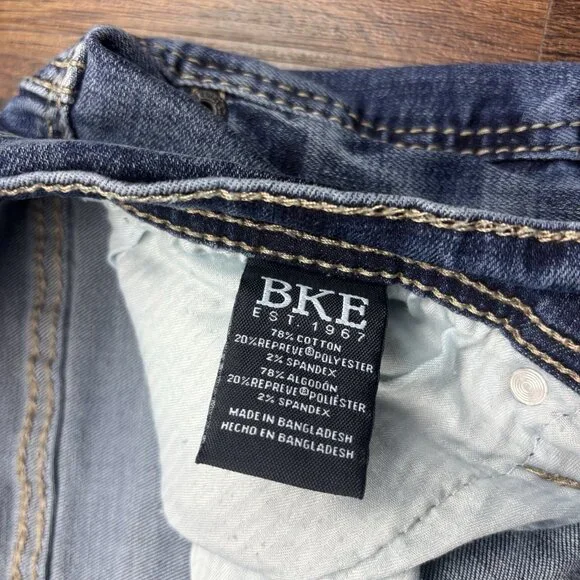 BKE
EST. 1967
78% COTTON
20%REPREVE®POLYESTER
2% SPANDEX
78% ALGODÓN
20%REPREVE®POLIÉSTER
2% SPANDEX
MADE IN BANGLADESH
HECHO EN BANGLADESH